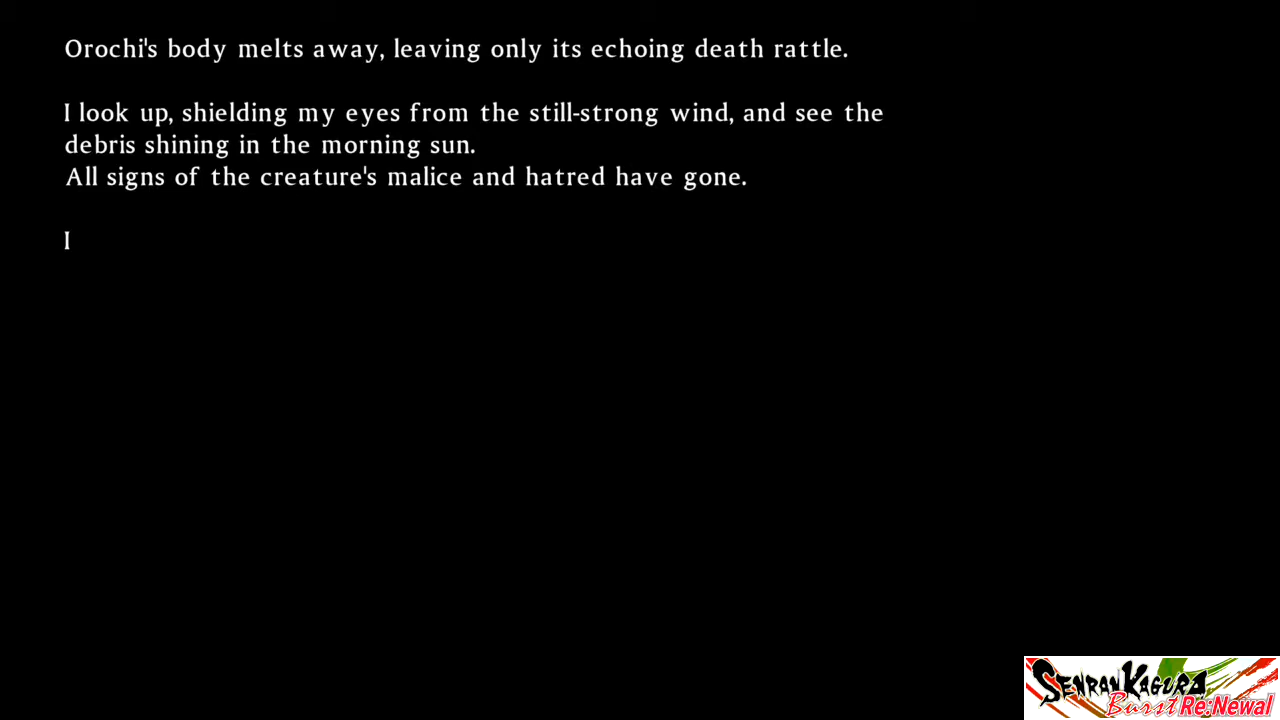 Orochi's body melts away, leaving only its echoing death rattle.
I look up, shielding my eyes from the still-strong wind, and see the
debris shining in the morning sun.
All signs of the creature's malice and hatred have gone.
I
SENRAN KAGURA
Burst Re:Newal